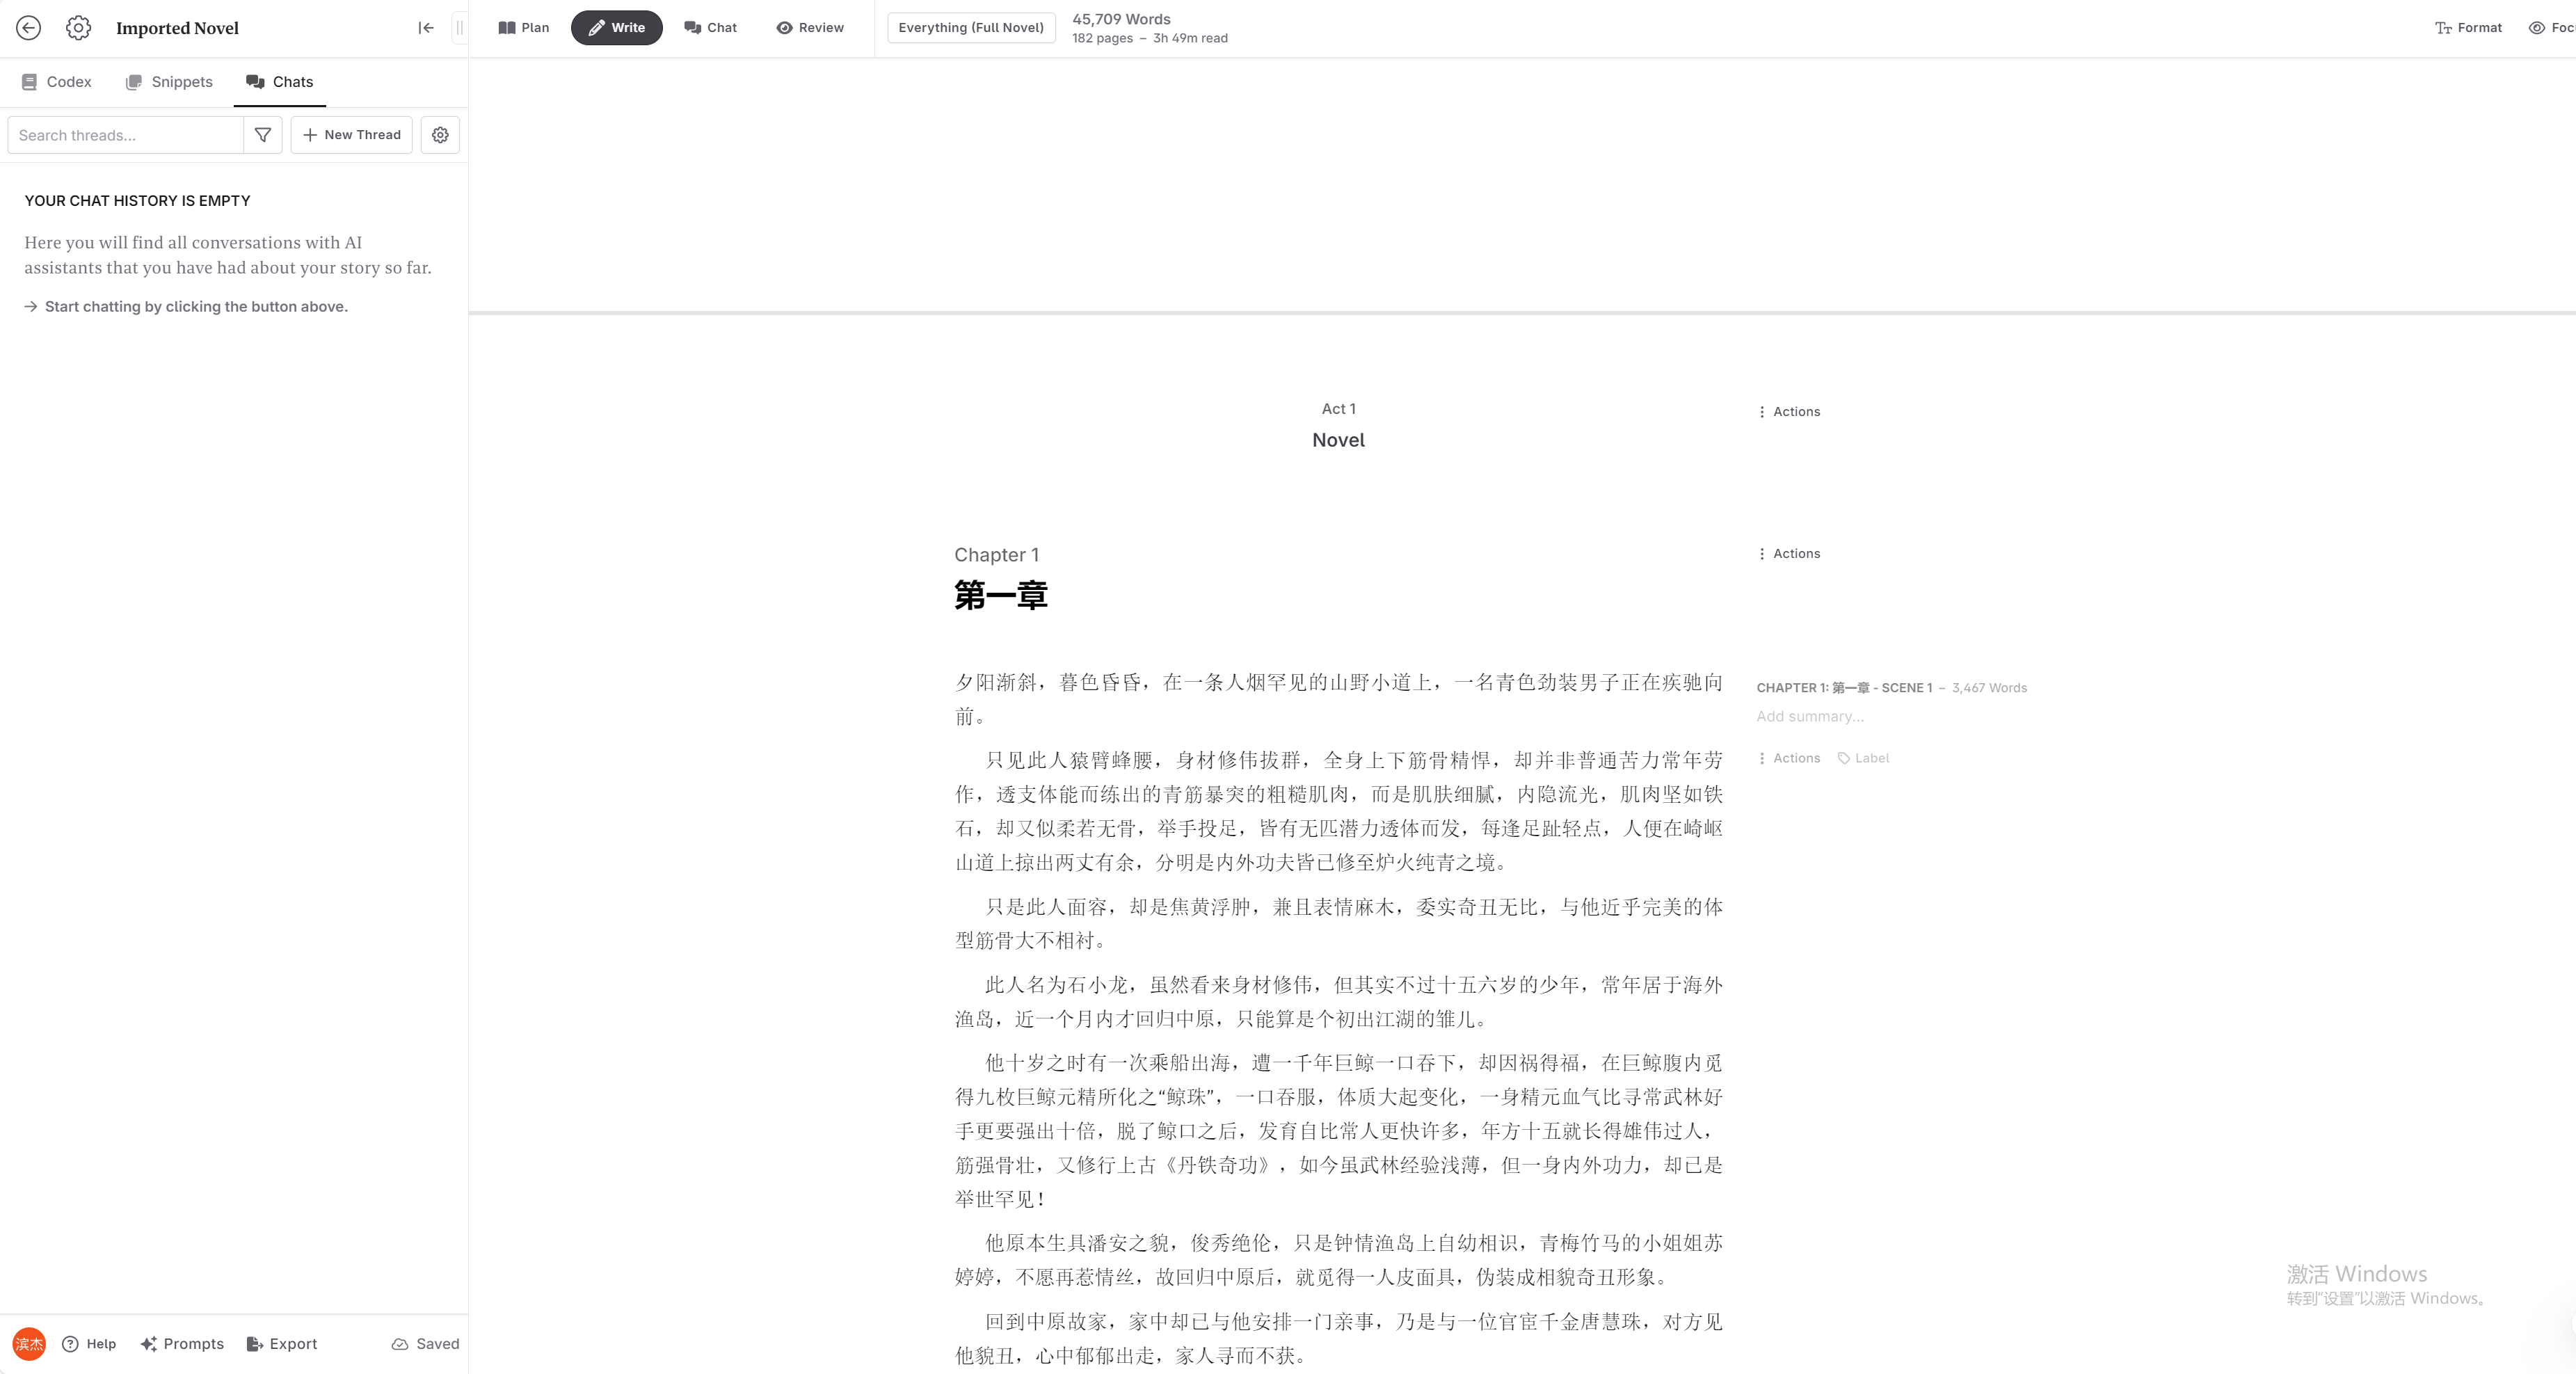 Imported Novel
Plan
Write
Chat
Review
Everything (Full Novel)
45,709 Words
182 pages – 3h 49m read
Format
Foc
Codex
Snippets
Chats
Search threads...
New Thread
YOUR CHAT HISTORY IS EMPTY
Here you will find all conversations with AI
assistants that you have had about your story so far.
→ Start chatting by clicking the button above.
Act 1
Novel
Actions
Chapter 1
第一章
Actions
夕阳渐斜，暮色昏昏，在一条人烟罕见的山野小道上，一名青色劲装男子正在疾驰向
前。
只见此人猿臂蜂腰，身材修伟拔群，全身上下筋骨精悍，却并非普通苦力常年劳
作，透支体能而练出的青筋暴突的粗糙肌肉，而是肌肤细腻，内隐流光，肌肉坚如铁
石，却又似柔若无骨，举手投足，皆有无匹潜力透体而发，每逢足趾轻点，人便在崎岖
山道上掠出两丈有余，分明是内外功夫皆已修至炉火纯青之境。
只是此人面容，却是焦黄浮肿，兼且表情麻木，委实奇丑无比，与他近乎完美的体
型筋骨大不相衬。
此人名为石小龙，虽然看来身材修伟，但其实不过十五六岁的少年，常年居于海外
渔岛，近一个月内才回归中原，只能算是个初出江湖的雏儿。
他十岁之时有一次乘船出海，遭一千年巨鲸一口吞下，却因祸得福，在巨鲸腹内觅
得九枚巨鲸元精所化之“鲸珠”，一口吞服，体质大起变化，一身精元血气比寻常武林好
手更要强出十倍，脱了鲸口之后，发育自比常人更快许多，年方十五就长得雄伟过人，
筋强骨壮，又修行上古《丹铁奇功》，如今虽武林经验浅薄，但一身内外功力，却已是
举世罕见！
他原本生具潘安之貌，俊秀绝伦，只是钟情渔岛上自幼相识，青梅竹马的小姐姐苏
婷婷，不愿再惹情丝，故回归中原后，就觅得一人皮面具，伪装成相貌奇丑形象。
回到中原故家，家中却已与他安排一门亲事，乃是与一位官宦千金唐慧珠，对方见
他貌丑，心中郁郁出走，家人寻而不获。
CHAPTER 1: 第一章 - SCENE 1 – 3,467 Words
Add summary...
Actions
Label
激活 Windows
转到“设置”以激活 Windows。
滨杰
Help
Prompts
Export
Saved